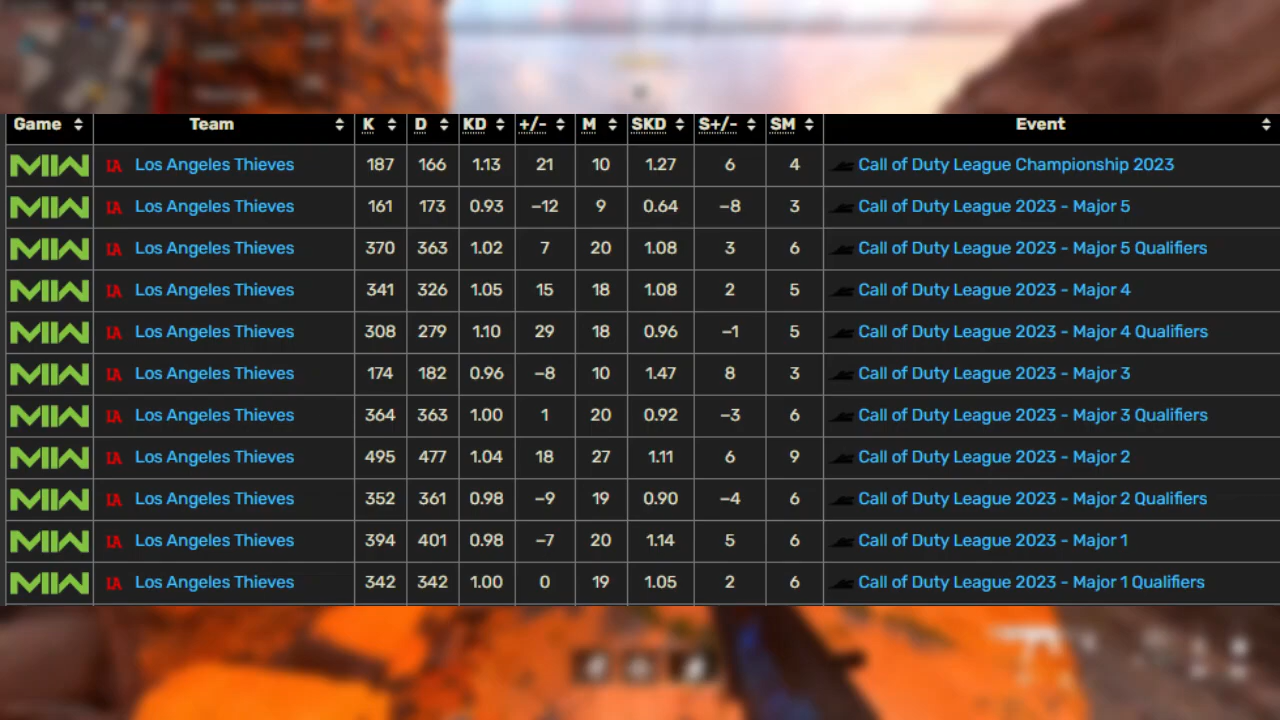 Game Team K D KD +/- M SKD S+/- SM Event
MIIW LA Los Angeles Thieves 187 166 1.13 21 10 1.27 6 4 Call of Duty League Championship 2023
MIIW LA Los Angeles Thieves 161 173 0.93 −12 9 0.64 −8 3 Call of Duty League 2023 - Major 5
MIIW LA Los Angeles Thieves 370 363 1.02 7 20 1.08 3 6 Call of Duty League 2023 - Major 5 Qualifiers
MIIW LA Los Angeles Thieves 341 326 1.05 15 18 1.08 2 5 Call of Duty League 2023 - Major 4
MIIW LA Los Angeles Thieves 308 279 1.10 29 18 0.96 −1 5 Call of Duty League 2023 - Major 4 Qualifiers
MIIW LA Los Angeles Thieves 174 182 0.96 −8 10 1.47 8 3 Call of Duty League 2023 - Major 3
MIIW LA Los Angeles Thieves 364 363 1.00 1 20 0.92 −3 6 Call of Duty League 2023 - Major 3 Qualifiers
MIIW LA Los Angeles Thieves 495 477 1.04 18 27 1.11 6 9 Call of Duty League 2023 - Major 2
MIIW LA Los Angeles Thieves 352 361 0.98 −9 19 0.90 −4 6 Call of Duty League 2023 - Major 2 Qualifiers
MIIW LA Los Angeles Thieves 394 401 0.98 −7 20 1.14 5 6 Call of Duty League 2023 - Major 1
MIIW LA Los Angeles Thieves 342 342 1.00 0 19 1.05 2 6 Call of Duty League 2023 - Major 1 Qualifiers